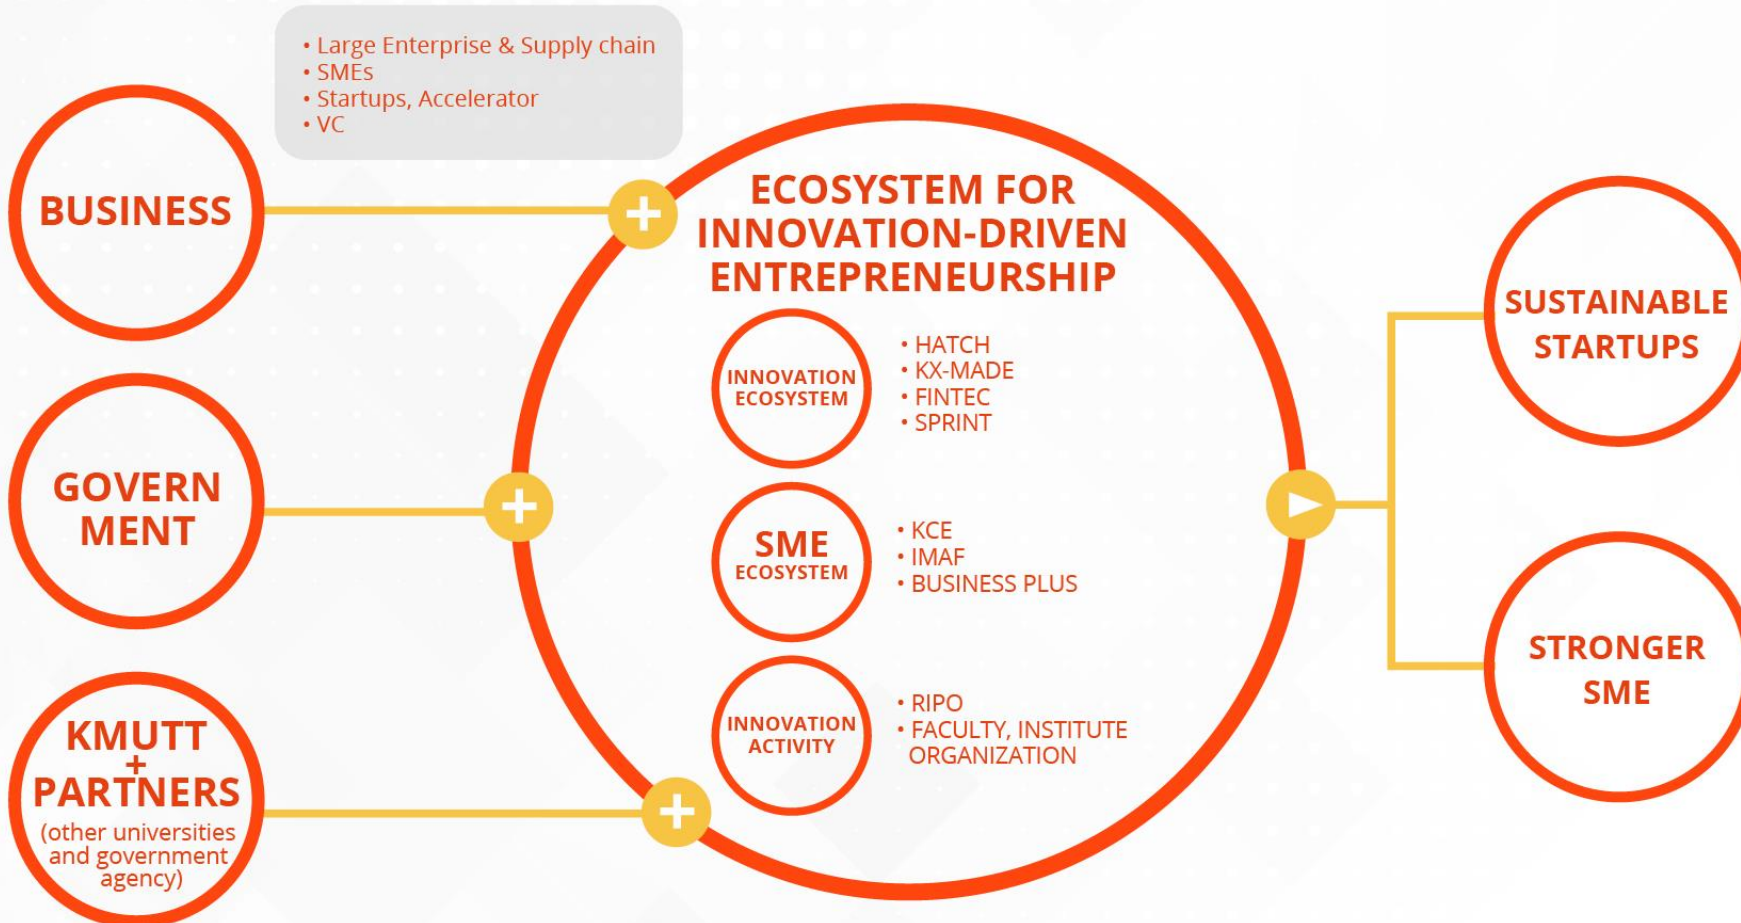 • Large Enterprise & Supply chain
• SMEs
• Startups, Accelerator
• VC
BUSINESS
GOVERN
MENT
KMUTT
+
PARTNERS
(other universities
and government
agency)
ECOSYSTEM FOR
INNOVATION-DRIVEN
ENTREPRENEURSHIP
INNOVATION
ECOSYSTEM
• HATCH
• KX-MADE
• FINTEC
• SPRINT
SME
ECOSYSTEM
• KCE
• IMAF
• BUSINESS PLUS
INNOVATION
ACTIVITY
• RIPO
• FACULTY, INSTITUTE
ORGANIZATION
SUSTAINABLE
STARTUPS
STRONGER
SME